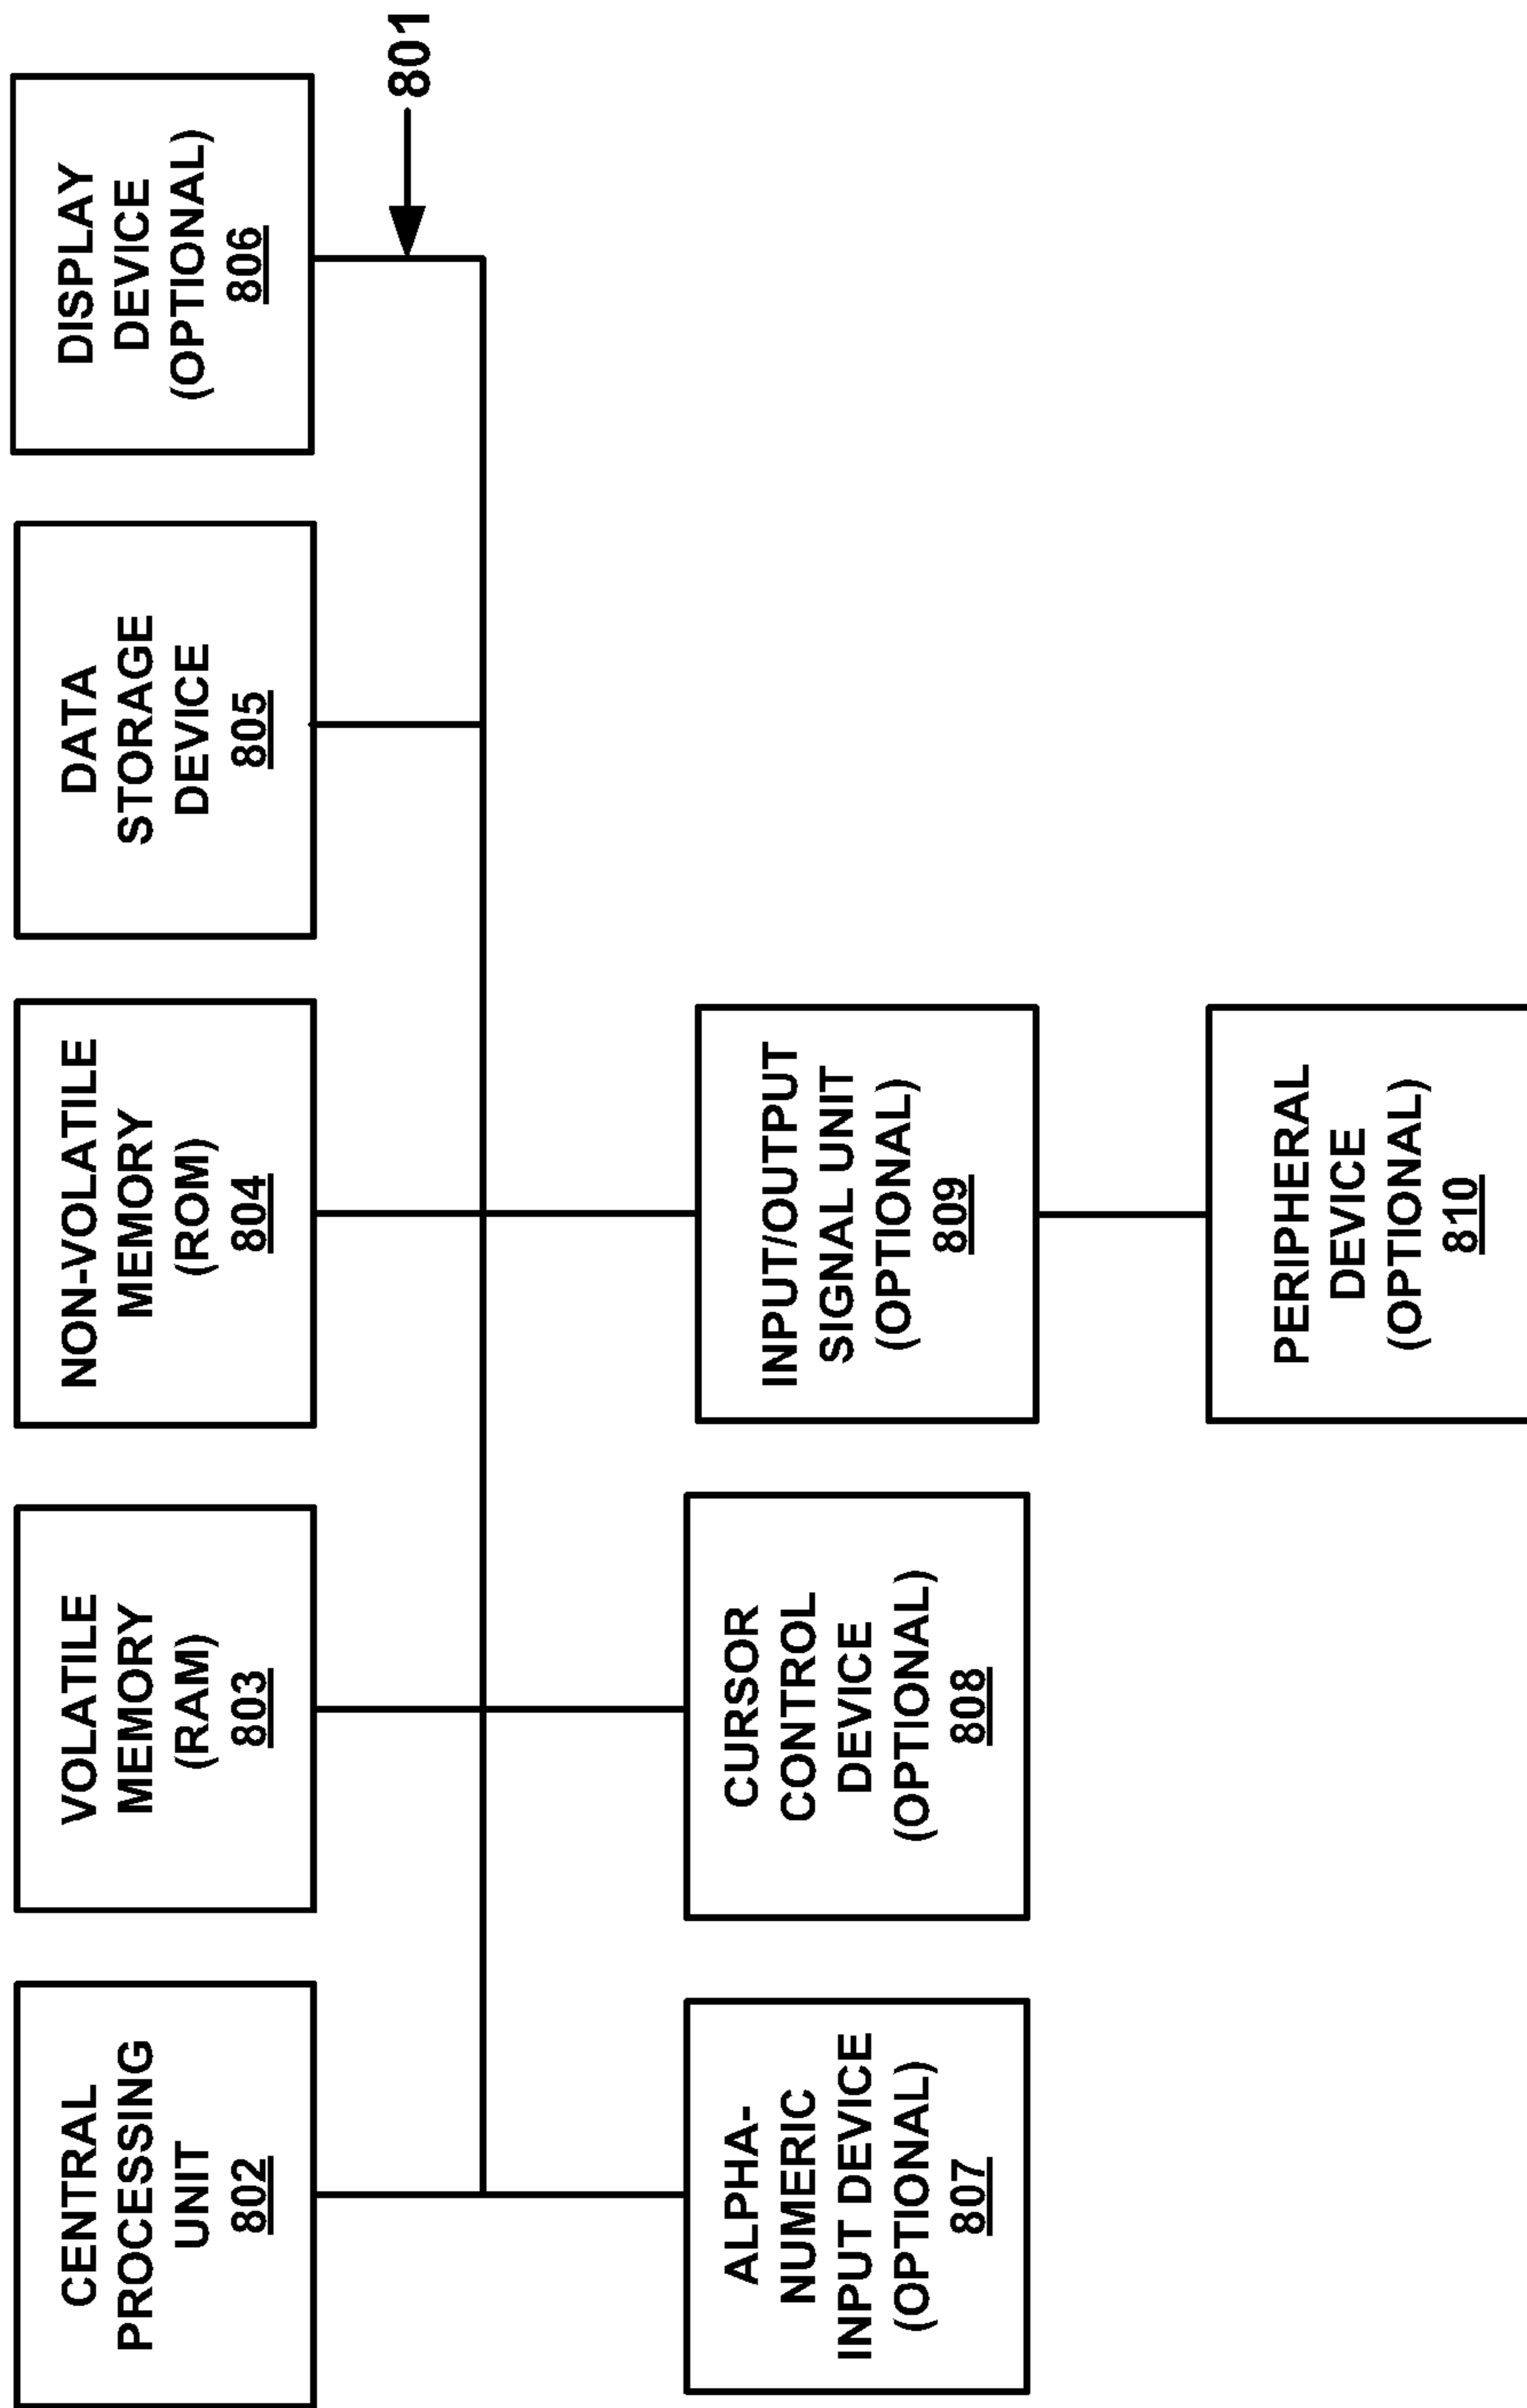 CENTRAL
PROCESSING
UNIT
802
VOLATILE
MEMORY
(RAM)
803
NON-VOLATILE
MEMORY
(ROM)
804
DATA
STORAGE
DEVICE
805
DISPLAY
DEVICE
(OPTIONAL)
806
801
ALPHA-
NUMERIC
INPUT DEVICE
(OPTIONAL)
807
CURSOR
CONTROL
DEVICE
(OPTIONAL)
808
INPUT/OUTPUT
SIGNAL UNIT
(OPTIONAL)
809
PERIPHERAL
DEVICE
(OPTIONAL)
810